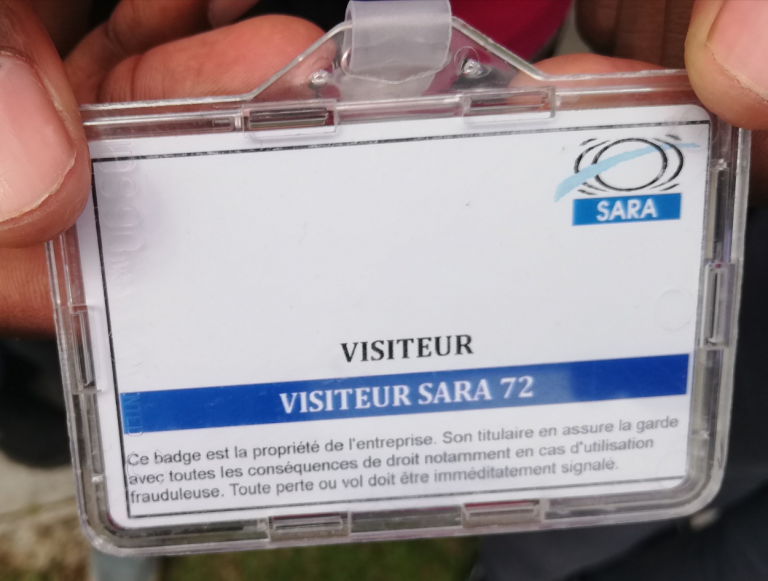 SARA
VISITEUR
VISITEUR SARA 72
Ce badge est la propriété de l'entreprise. Son titulaire en assure la garde
avec toutes les conséquences de droit notamment en cas d'utilisation
frauduleuse. Toute perte ou vol doit être imméditatement signalé.